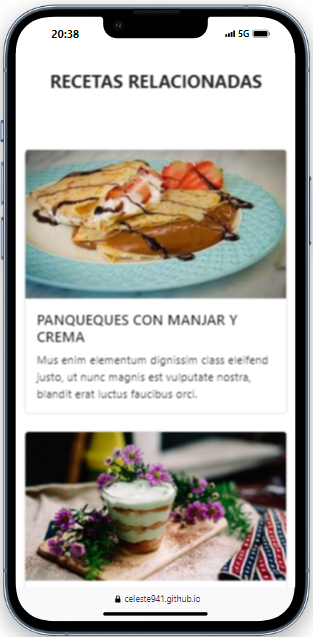 20:38
5G
RECETAS RELACIONADAS
PANQUEQUES CON MANJAR Y
CREMA
Mus enim elementum dignissim class eleifend
justo, ut nunc magnis est vulputate nostra,
blandit erat luctus faucibus orci.
celeste941.github.io